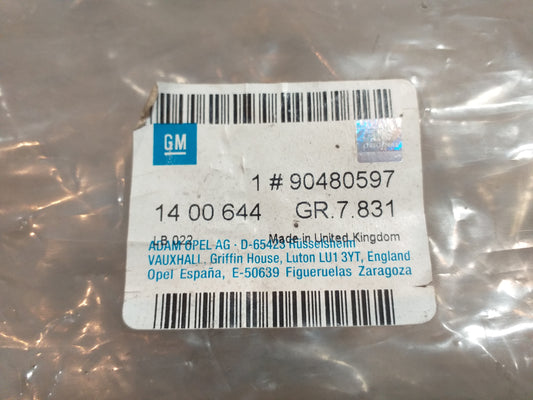 GM
1 # 90480597
14 00 644 GR.7.831
LB 022 Made in United Kingdom
ADAM OPEL AG · D-65423 Rüsselsheim
VAUXHALL . Griffin House, Luton LU1 3YT, England
Opel España, E-50639 Figueruelas Zaragoza